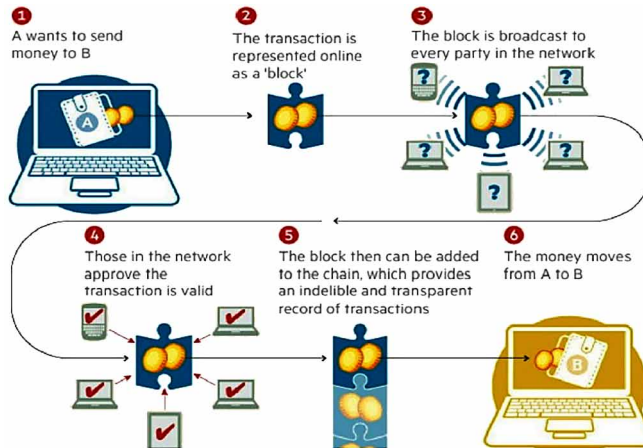 1
A wants to send
money to B
A
2
The transaction is
represented online
as a 'block'
3
The block is broadcast to
every party in the network
?
?
?
?
?
4
Those in the network
approve the
transaction is valid
5
The block then can be added
to the chain, which provides
an indelible and transparent
record of transactions
6
The money moves
from A to B
B